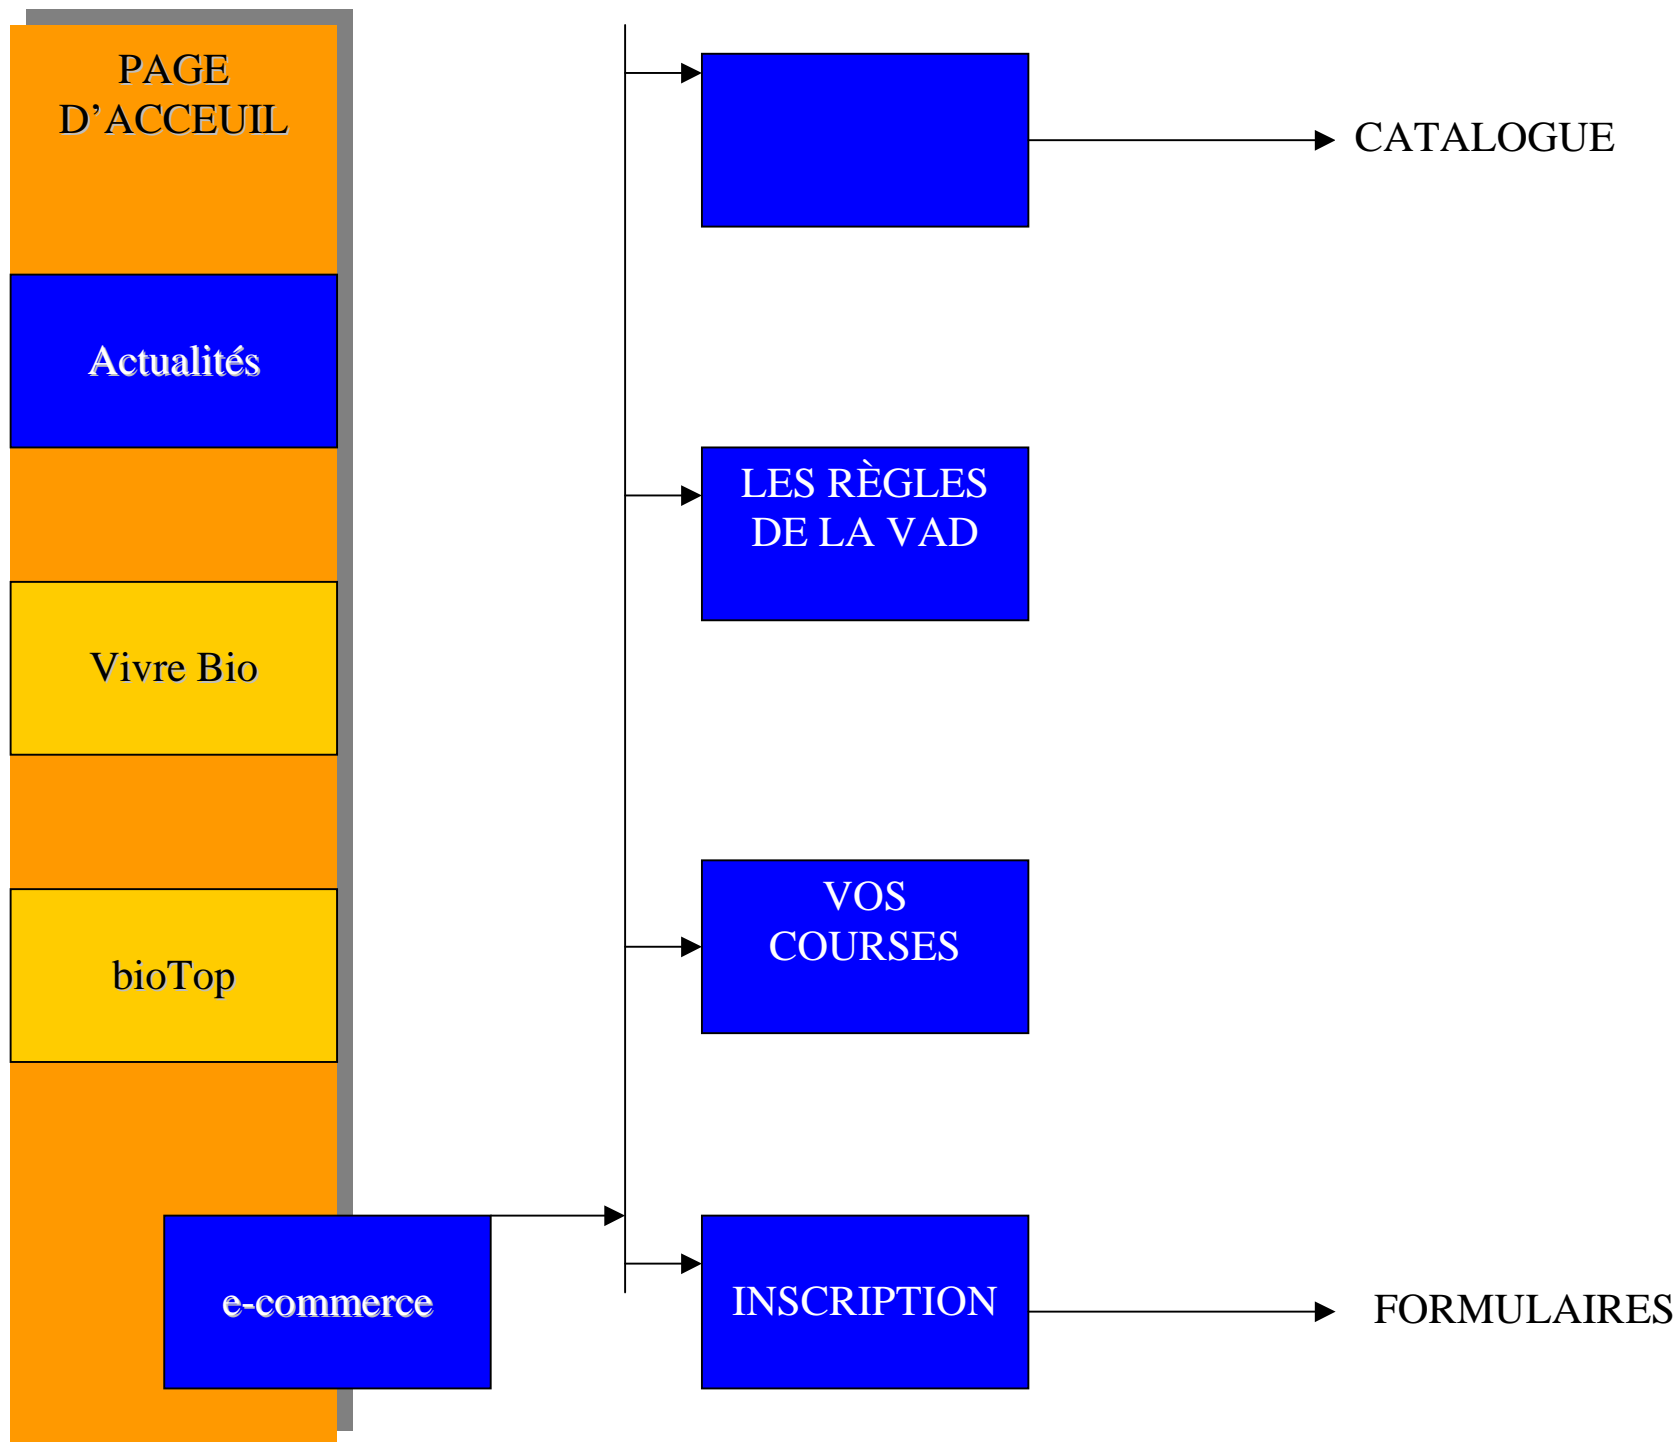 PAGE
D’ACCEUIL
Actualités
Vivre Bio
bioTop
e-commerce
CATALOGUE
LES RÈGLES
DE LA VAD
VOS
COURSES
INSCRIPTION
FORMULAIRES